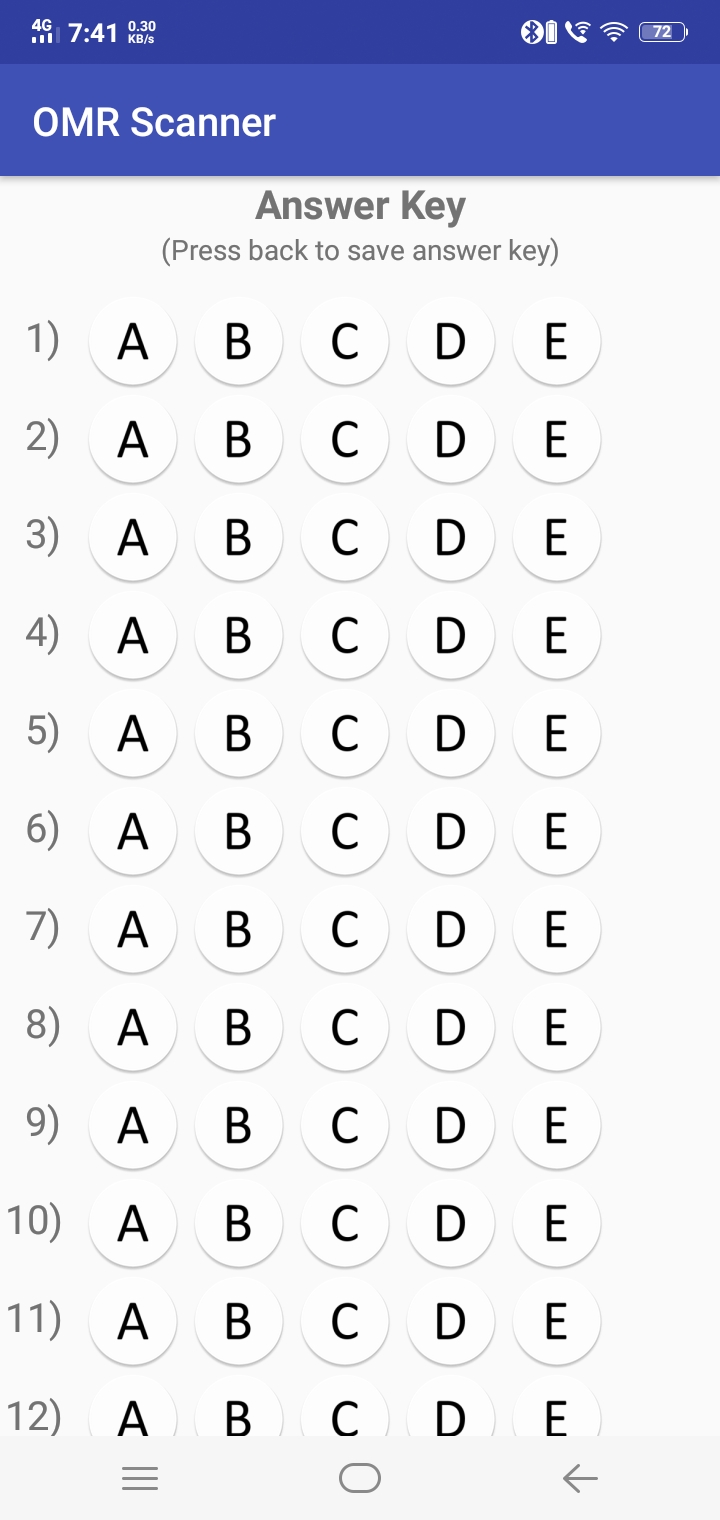 4G 7:41 0.30 KB/s 72
OMR Scanner
Answer Key
(Press back to save answer key)
1) A B C D E
2) A B C D E
3) A B C D E
4) A B C D E
5) A B C D E
6) A B C D E
7) A B C D E
8) A B C D E
9) A B C D E
10) A B C D E
11) A B C D E
12) A B C D E